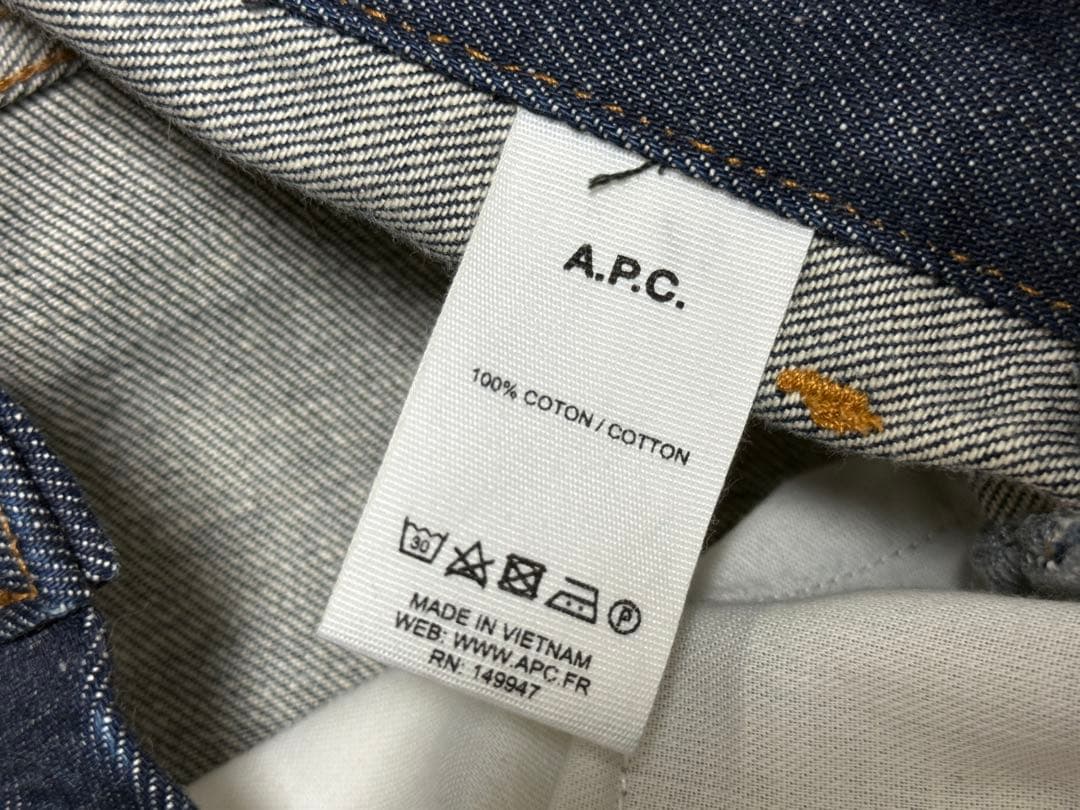 A.P.C.
100% COTON / COTTON
30
P
MADE IN VIETNAM
WEB: WWW.APC.FR
RN: 149947